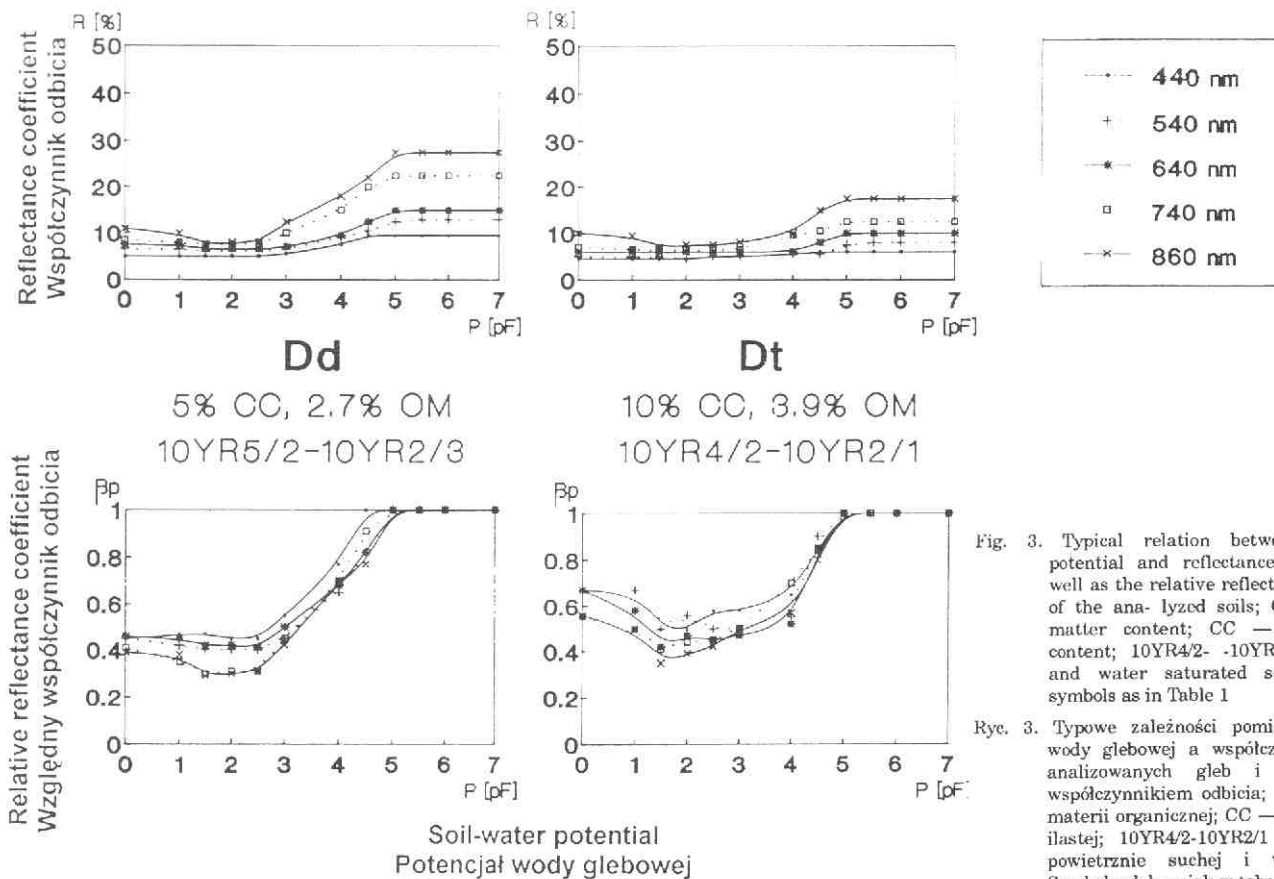 R [%]
50
40
30
20
10
0
0 1 2 3 4 5 6 7
P [pF]
Reflectance coefficient
Współczynnik odbicia
R [%]
50
40
30
20
10
0
0 1 2 3 4 5 6 7
P [pF]
440 nm
540 nm
640 nm
740 nm
860 nm
Dd
5% CC, 2.7% OM
10YR5/2-10YR2/3
Dt
10% CC, 3.9% OM
10YR4/2-10YR2/1
βp
1
0.8
0.6
0.4
0.2
0
0 1 2 3 4 5 6 7
P [pF]
Relative reflectance coefficient
Względny współczynnik odbicia
βp
1
0.8
0.6
0.4
0.2
0
0 1 2 3 4 5 6 7
P [pF]
Soil-water potential
Potencjał wody glebowej
Fig. 3. Typical relation betw
potential and reflectance
well as the relative reflect
of the ana- lyzed soils;
matter content; CC —
content; 10YR4/2- -10YR
and water saturated s
symbols as in Table 1
Ryc. 3. Typowe zależności pomi
wody glebowej a współcz
analizowanych gleb i
współczynnikiem odbicia;
materii organicznej; CC —
ilastej; 10YR4/2-10YR2/1
powietrznie suchej i